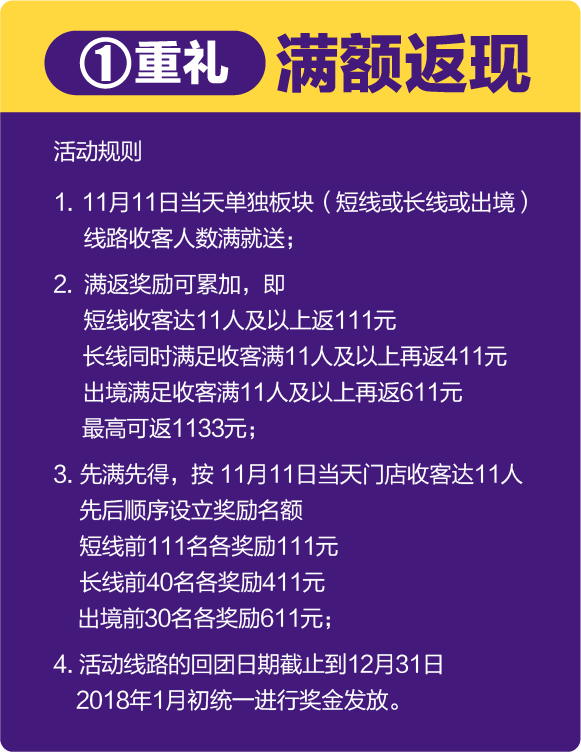 ①重礼 满额返现
活动规则
1. 11月11日当天单独板块（短线或长线或出境）
线路收客人数满就送；
2. 满返奖励可累加，即
短线收客达11人及以上返111元
长线同时满足收客满11人及以上再返411元
出境满足收客满11人及以上再返611元
最高可返1133元；
3. 先满先得，按 11月11日当天门店收客达11人
先后顺序设立奖励名额
短线前111名各奖励111元
长线前40名各奖励411元
出境前30名各奖励611元；
4. 活动线路的回团日期截止到12月31日
2018年1月初统一进行奖金发放。